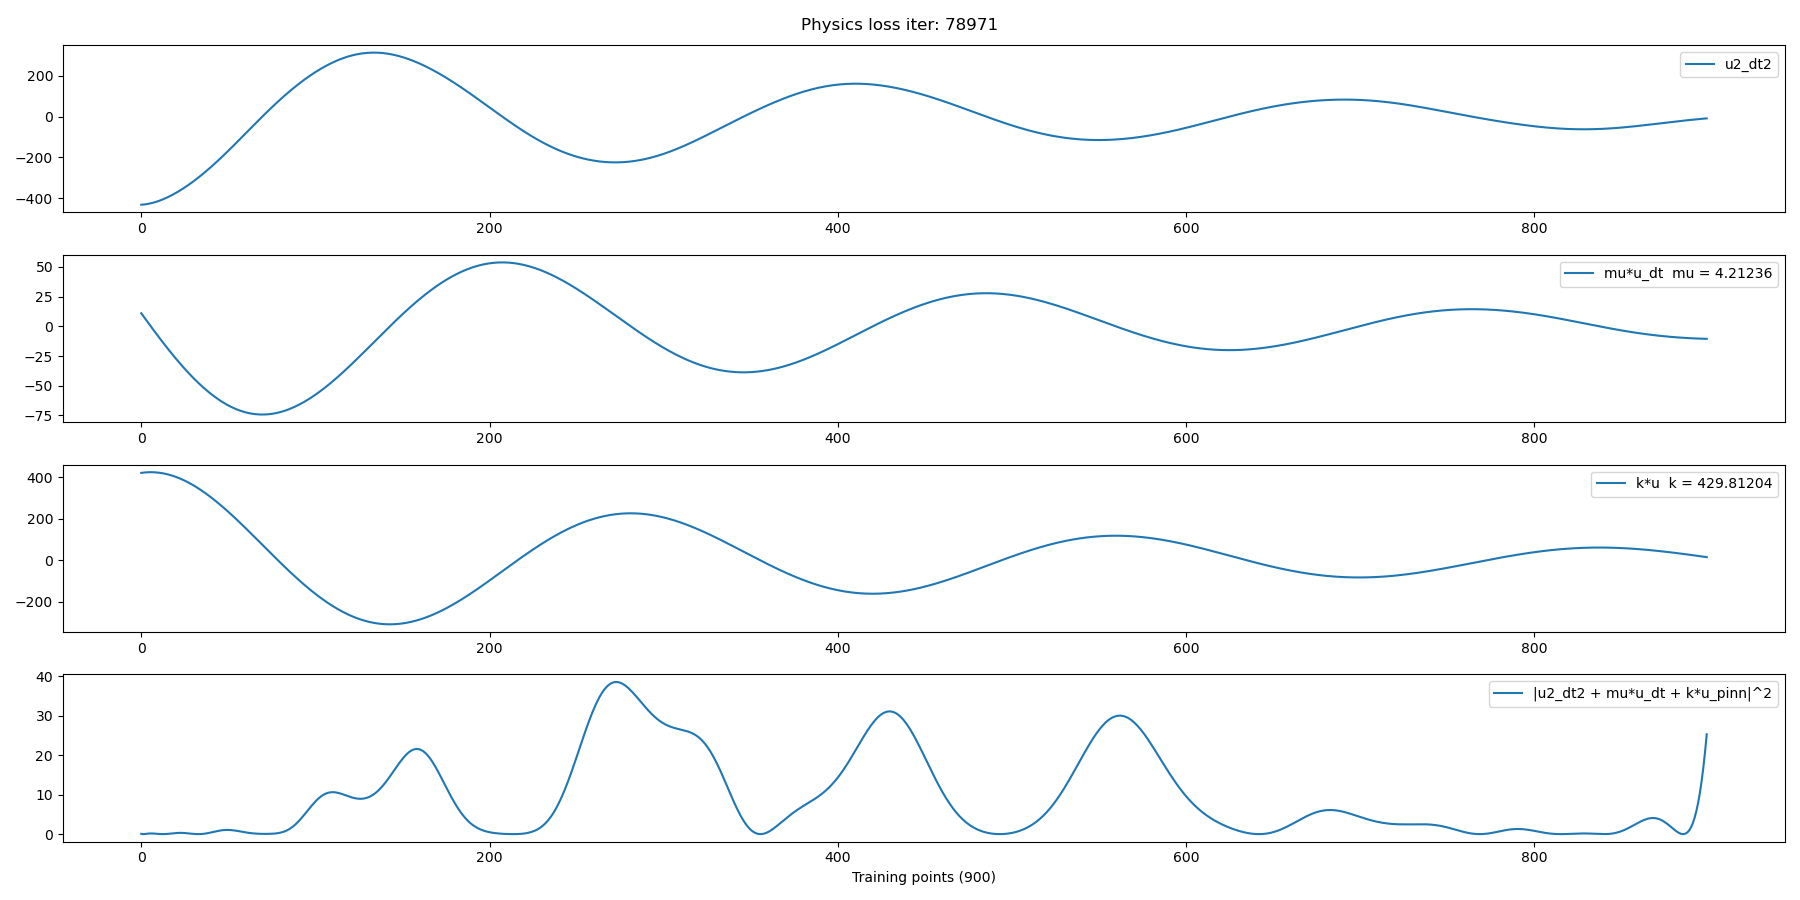 Physics loss iter: 78971
u2_dt2
200
0
−200
−400
0 200 400 600 800
mu*u_dt mu = 4.21236
50
25
0
−25
−50
−75
0 200 400 600 800
k*u k = 429.81204
400
200
0
−200
0 200 400 600 800
|u2_dt2 + mu*u_dt + k*u_pinn|^2
40
30
20
10
0
0 200 400 600 800
Training points (900)